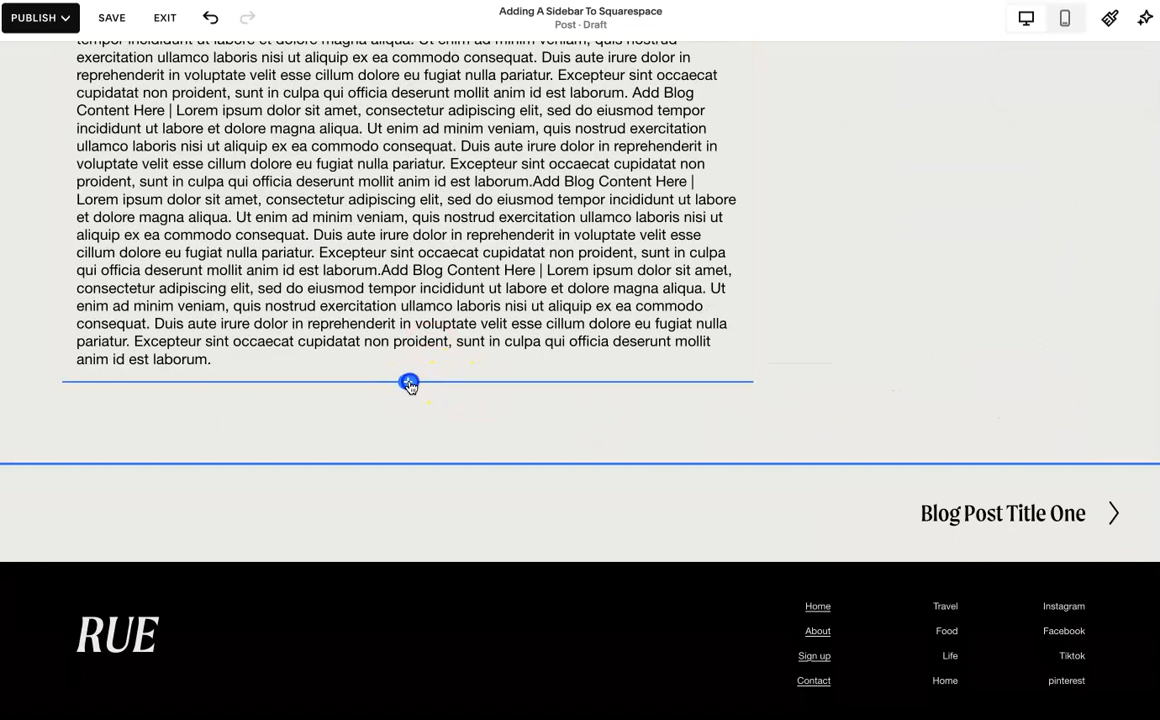 PUBLISH SAVE EXIT
Adding A Sidebar To Squarespace
Post · Draft
tempor incididunt ut labore et dolore magna aliqua. Ut enim ad minim veniam, quis nostrud
exercitation ullamco laboris nisi ut aliquip ex ea commodo consequat. Duis aute irure dolor in
reprehenderit in voluptate velit esse cillum dolore eu fugiat nulla pariatur. Excepteur sint occaecat
cupidatat non proident, sunt in culpa qui officia deserunt mollit anim id est laborum. Add Blog
Content Here | Lorem ipsum dolor sit amet, consectetur adipiscing elit, sed do eiusmod tempor
incididunt ut labore et dolore magna aliqua. Ut enim ad minim veniam, quis nostrud exercitation
ullamco laboris nisi ut aliquip ex ea commodo consequat. Duis aute irure dolor in reprehenderit in
voluptate velit esse cillum dolore eu fugiat nulla pariatur. Excepteur sint occaecat cupidatat non
proident, sunt in culpa qui officia deserunt mollit anim id est laborum.Add Blog Content Here |
Lorem ipsum dolor sit amet, consectetur adipiscing elit, sed do eiusmod tempor incididunt ut labore
et dolore magna aliqua. Ut enim ad minim veniam, quis nostrud exercitation ullamco laboris nisi ut
aliquip ex ea commodo consequat. Duis aute irure dolor in reprehenderit in voluptate velit esse
cillum dolore eu fugiat nulla pariatur. Excepteur sint occaecat cupidatat non proident, sunt in culpa
qui officia deserunt mollit anim id est laborum.Add Blog Content Here | Lorem ipsum dolor sit amet,
consectetur adipiscing elit, sed do eiusmod tempor incididunt ut labore et dolore magna aliqua. Ut
enim ad minim veniam, quis nostrud exercitation ullamco laboris nisi ut aliquip ex ea commodo
consequat. Duis aute irure dolor in reprehenderit in voluptate velit esse cillum dolore eu fugiat nulla
pariatur. Excepteur sint occaecat cupidatat non proident, sunt in culpa qui officia deserunt mollit
anim id est laborum.
Blog Post Title One
RUE
Home Travel Instagram
About Food Facebook
Sign up Life Tiktok
Contact Home pinterest